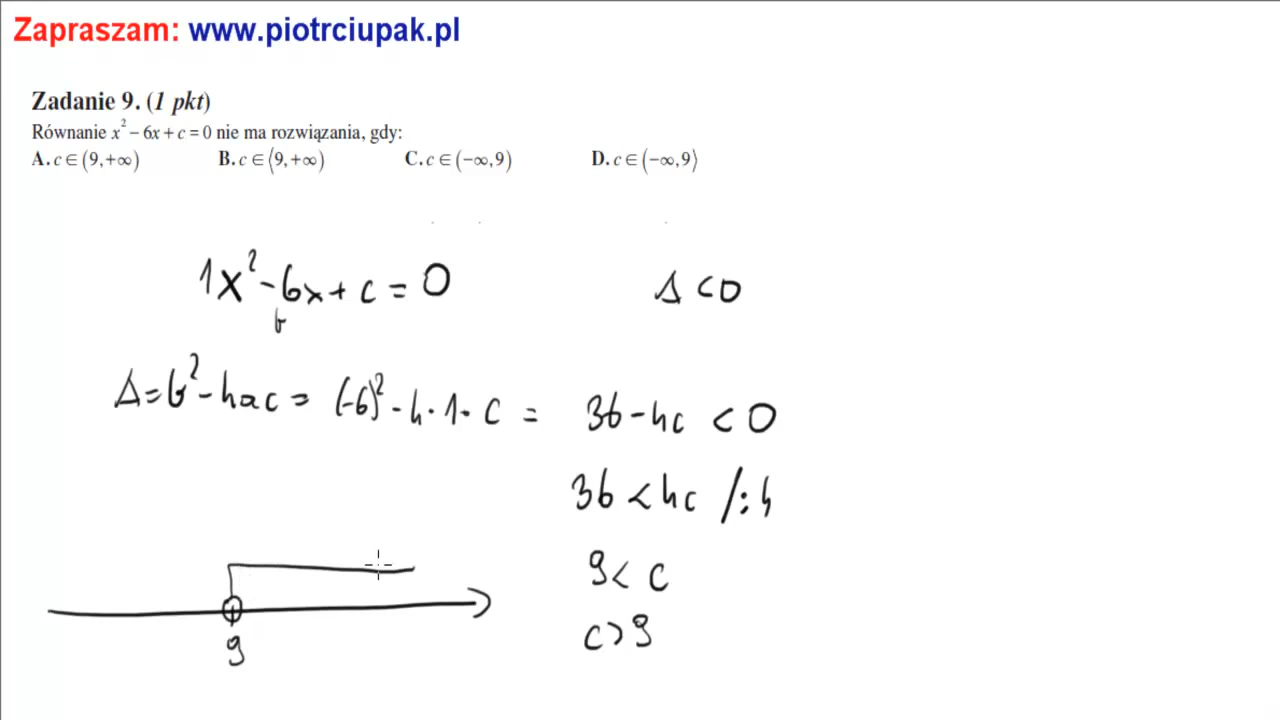 Zapraszam: www.piotrciupak.pl
Zadanie 9. (1 pkt)
Równanie x² − 6x + c = 0 nie ma rozwiązania, gdy:
A. c ∈ (9, +∞) B. c ∈ ⟨9, +∞) C. c ∈ (−∞, 9) D. c ∈ (−∞, 9⟩
1x² - 6x + c = 0 Δ < 0
b
Δ = b² - 4ac = (-6)² - 4 · 1 · c = 36 - 4c < 0
36 < 4c /:4
9 < c
c > 9
9